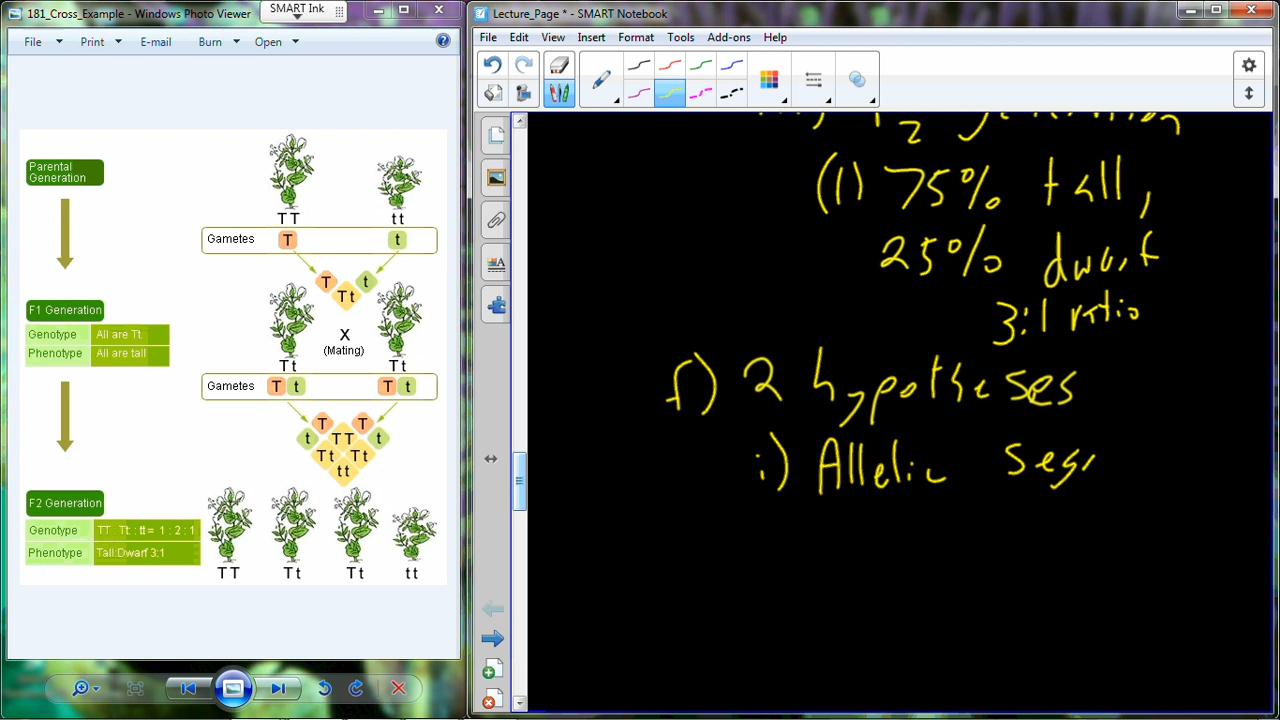 181_Cross_Example - Windows Photo Viewer
SMART Ink
File Print E-mail Burn Open
Parental
Generation
TT tt
Gametes T t
T t
Tt
F1 Generation
Genotype All are Tt
Phenotype All are tall
X
(Mating)
Tt Tt
Gametes T t T t
T T
t TT t
Tt Tt
tt
F2 Generation
Genotype TT : Tt : tt = 1 : 2 : 1
Phenotype Tall:Dwarf 3:1
TT Tt Tt tt
Lecture_Page * - SMART Notebook
File Edit View Insert Format Tools Add-ons Help
F2 generation
(1) 75% tall,
25% dwarf
3:1 ratio
f) 2 hypotheses
i) Allelic seg